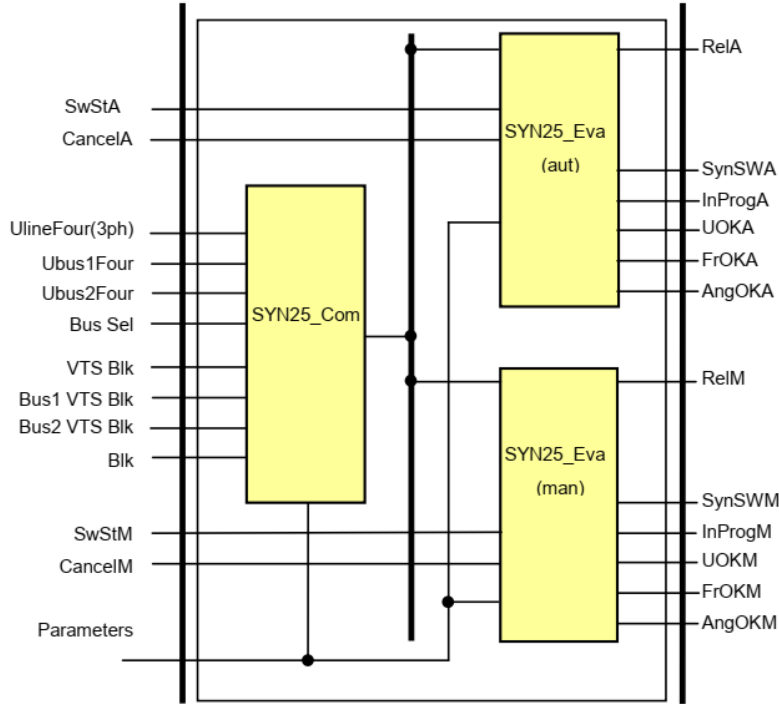 SwStA
CancelA
UlineFour(3ph)
Ubus1Four
Ubus2Four
Bus Sel
VTS Blk
Bus1 VTS Blk
Bus2 VTS Blk
Blk
SwStM
CancelM
Parameters
SYN25_Com
SYN25_Eva
(aut)
SYN25_Eva
(man)
RelA
SynSWA
InProgA
UOKA
FrOKA
AngOKA
RelM
SynSWM
InProgM
UOKM
FrOKM
AngOKM